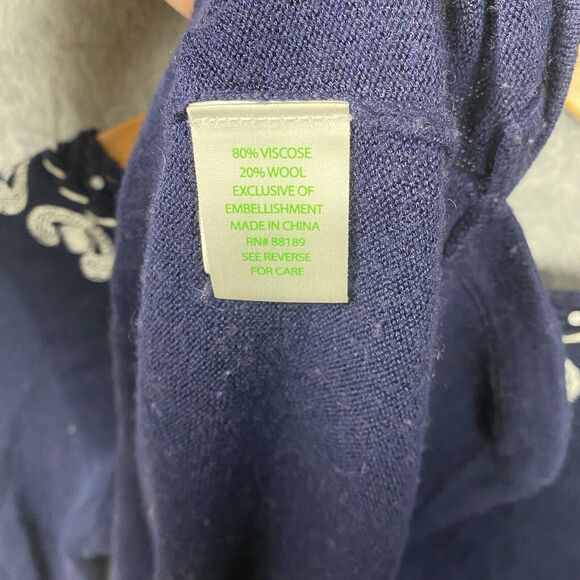 80% VISCOSE
20% WOOL
EXCLUSIVE OF
EMBELLISHMENT
MADE IN CHINA
RN# 88189
SEE REVERSE
FOR CARE